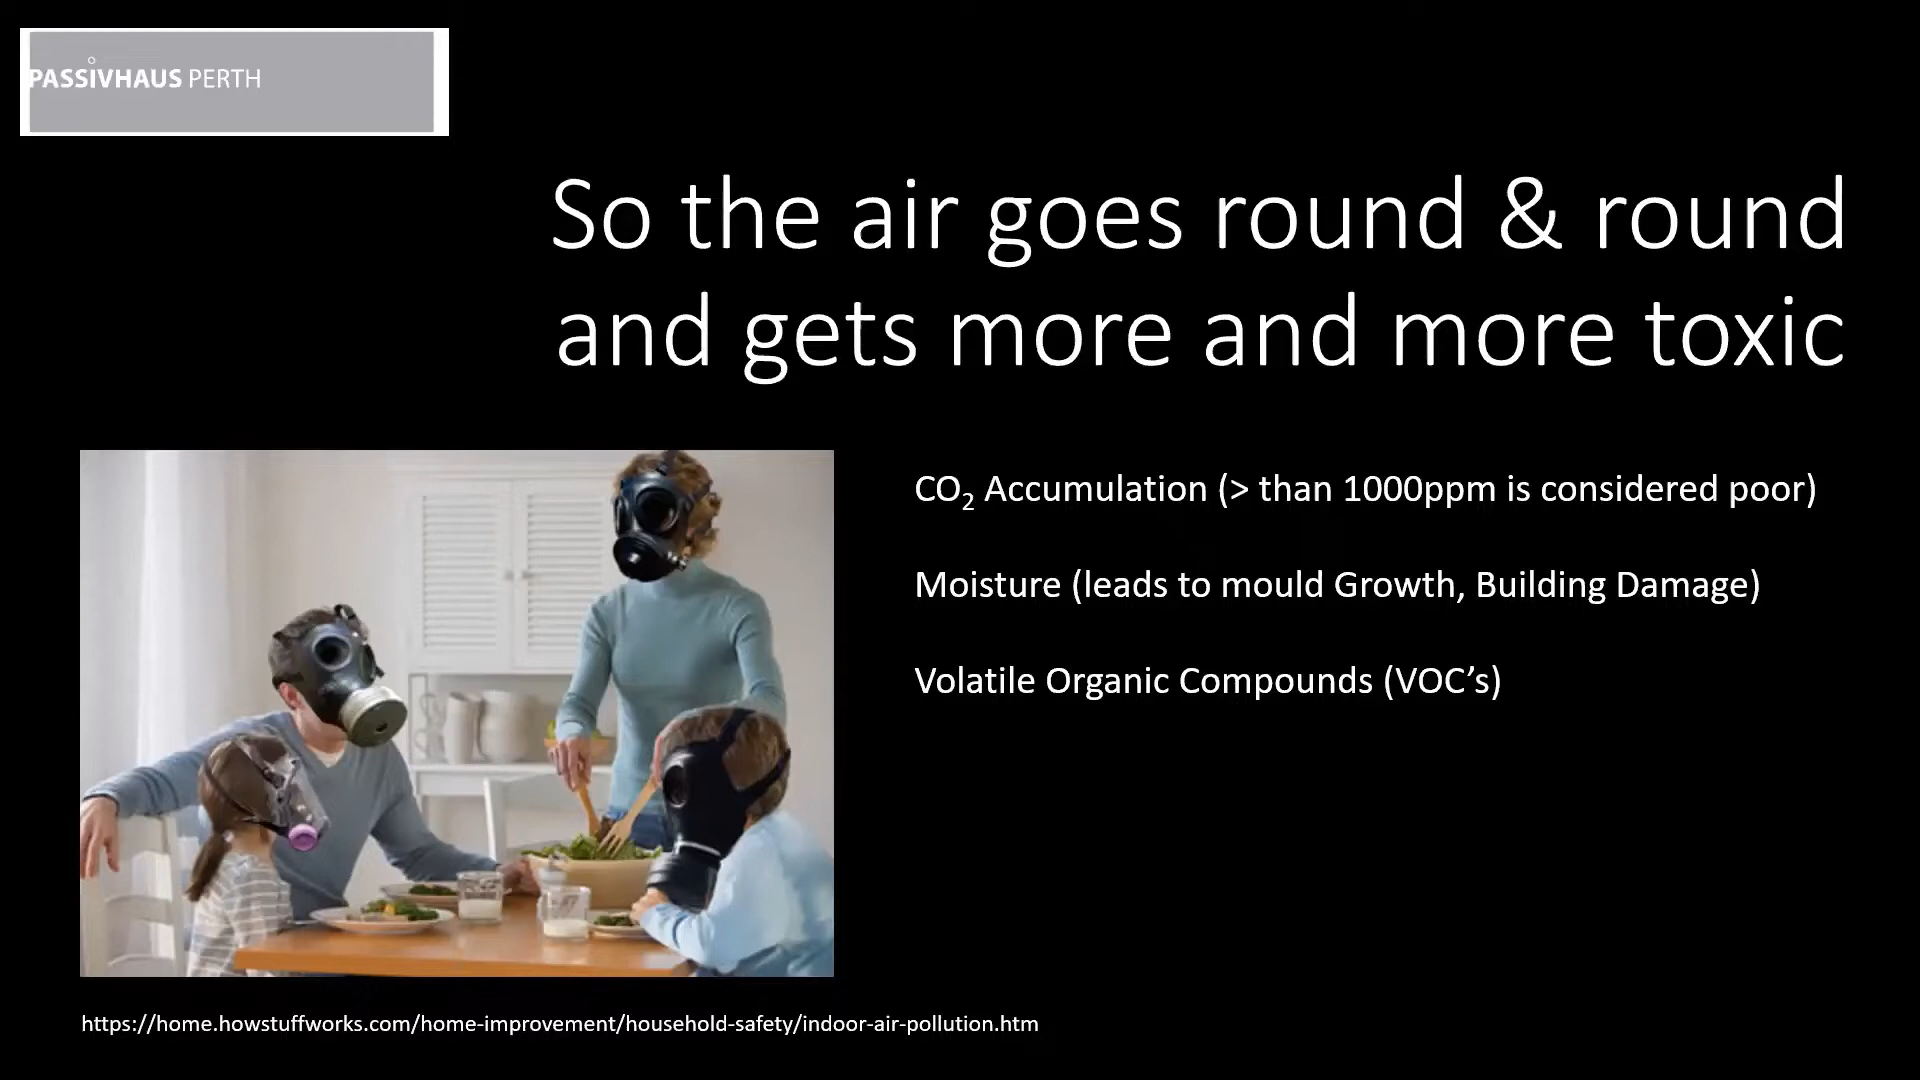 PASSIVHAUS PERTH
So the air goes round & round
and gets more and more toxic
CO₂ Accumulation (> than 1000ppm is considered poor)
Moisture (leads to mould Growth, Building Damage)
Volatile Organic Compounds (VOC’s)
https://home.howstuffworks.com/home-improvement/household-safety/indoor-air-pollution.htm